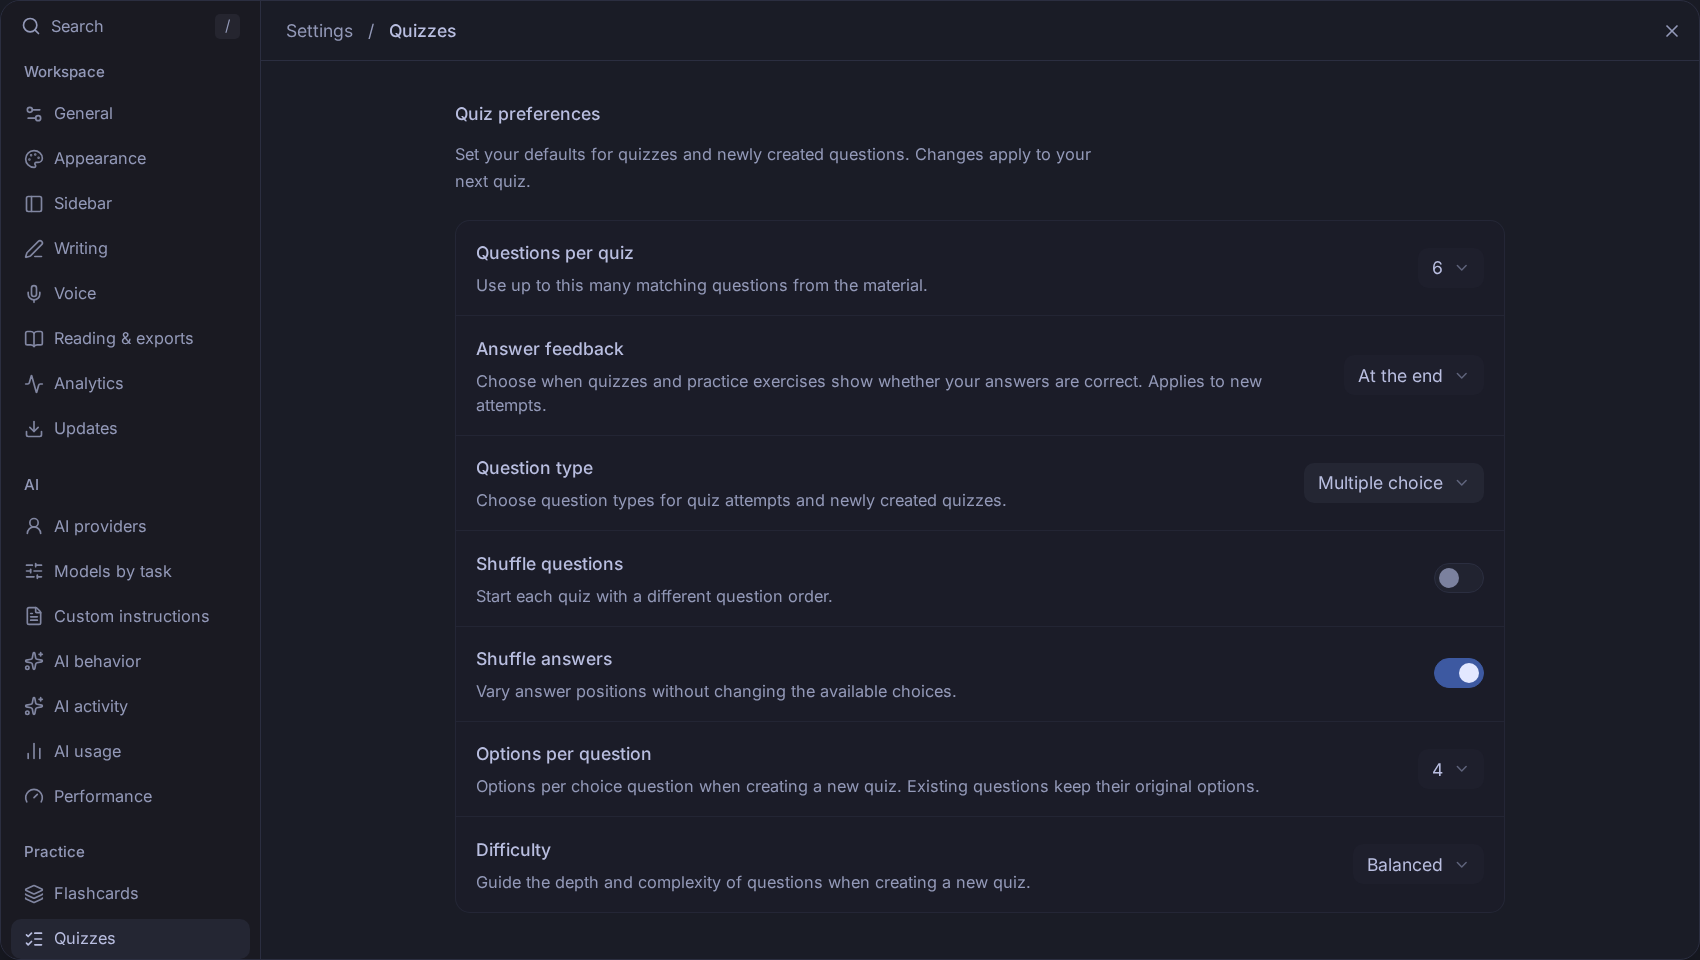 Search
/
Workspace
General
Appearance
Sidebar
Writing
Voice
Reading & exports
Analytics
Updates
AI
AI providers
Models by task
Custom instructions
AI behavior
AI activity
AI usage
Performance
Practice
Flashcards
Quizzes
Settings / Quizzes
Quiz preferences
Set your defaults for quizzes and newly created questions. Changes apply to your
next quiz.
Questions per quiz
Use up to this many matching questions from the material.
6
Answer feedback
Choose when quizzes and practice exercises show whether your answers are correct. Applies to new
attempts.
At the end
Question type
Choose question types for quiz attempts and newly created quizzes.
Multiple choice
Shuffle questions
Start each quiz with a different question order.
Shuffle answers
Vary answer positions without changing the available choices.
Options per question
Options per choice question when creating a new quiz. Existing questions keep their original options.
4
Difficulty
Guide the depth and complexity of questions when creating a new quiz.
Balanced